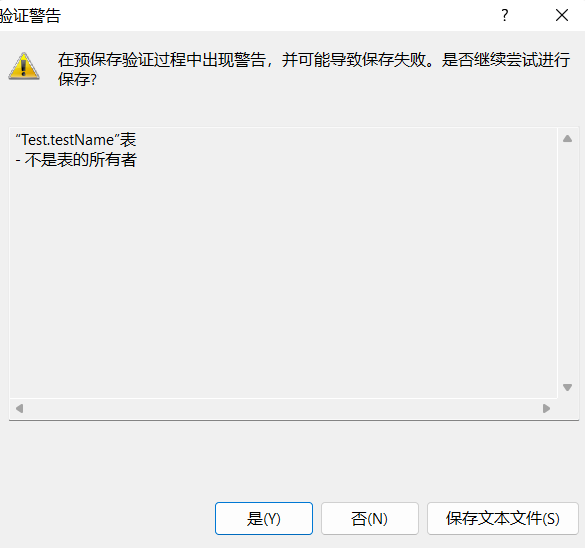 验证警告
?
在预保存验证过程中出现警告，并可能导致保存失败。是否继续尝试进行
保存?
“Test.testName”表
- 不是表的所有者
是(Y)
否(N)
保存文本文件(S)